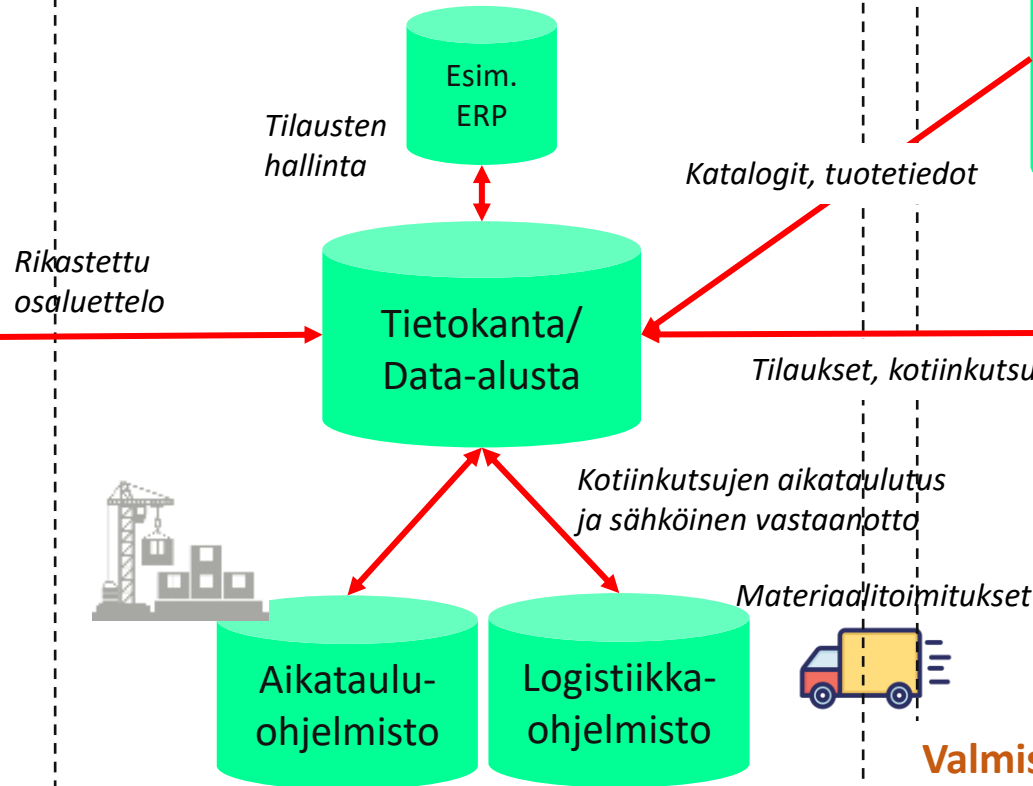 Esim.
ERP
Tilausten
hallinta
Katalogit, tuotetiedot
Rikastettu
osaluettelo
Tietokanta/
Data-alusta
Tilaukset, kotiinkutsu
Kotiinkutsujen aikataulutus
ja sähköinen vastaanotto
Materiaalitoimitukset
Aikataulu-
ohjelmisto
Logistiikka-
ohjelmisto
Valmis